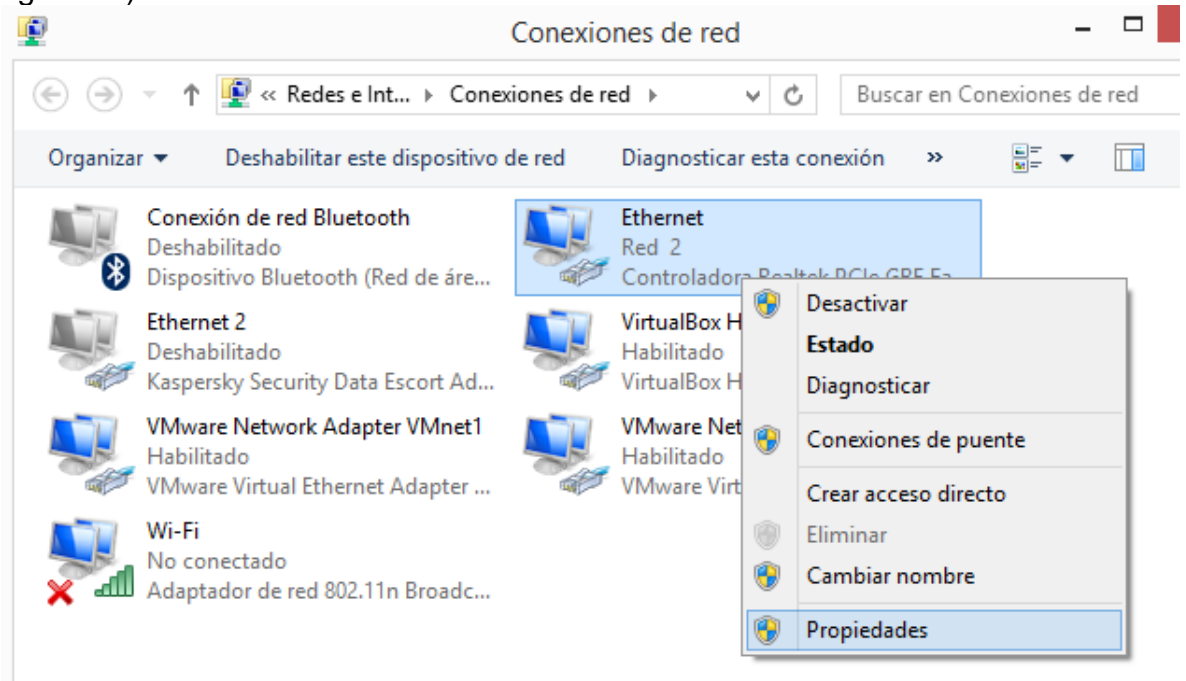 Conexiones de red
« Redes e Int... Conexiones de red
Buscar en Conexiones de red
Organizar
Deshabilitar este dispositivo de red
Diagnosticar esta conexión
»
Conexión de red Bluetooth
Deshabilitado
Dispositivo Bluetooth (Red de áre...
Ethernet
Red 2
Controladora Realtek PCIe GBE Fa...
Ethernet 2
Deshabilitado
Kaspersky Security Data Escort Ad...
VirtualBox H
Habilitado
VirtualBox H
VMware Network Adapter VMnet1
Habilitado
VMware Virtual Ethernet Adapter ...
VMware Net
Habilitado
VMware Virt
Wi-Fi
No conectado
Adaptador de red 802.11n Broadc...
Desactivar
Estado
Diagnosticar
Conexiones de puente
Crear acceso directo
Eliminar
Cambiar nombre
Propiedades